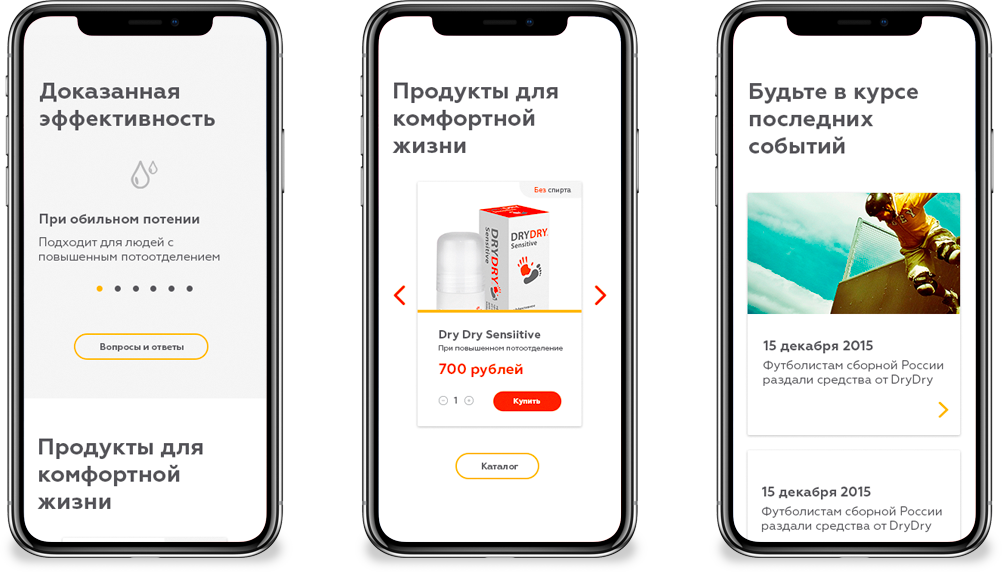 Доказанная
эффективность
При обильном потении
Подходит для людей с
повышенным потоотделением
Вопросы и ответы
Продукты для
комфортной
жизни
Продукты для
комфортной
жизни
Без спирта
DRYDRY
Sensitive
DRYDRY
Sensitive
Dry Dry Sensiitive
При повышенном потоотделение
700 рублей
1
Купить
Каталог
Будьте в курсе
последних
событий
15 декабря 2015
Футболистам сборной России
раздали средства от DryDry
15 декабря 2015
Футболистам сборной России
раздали средства от DryDry